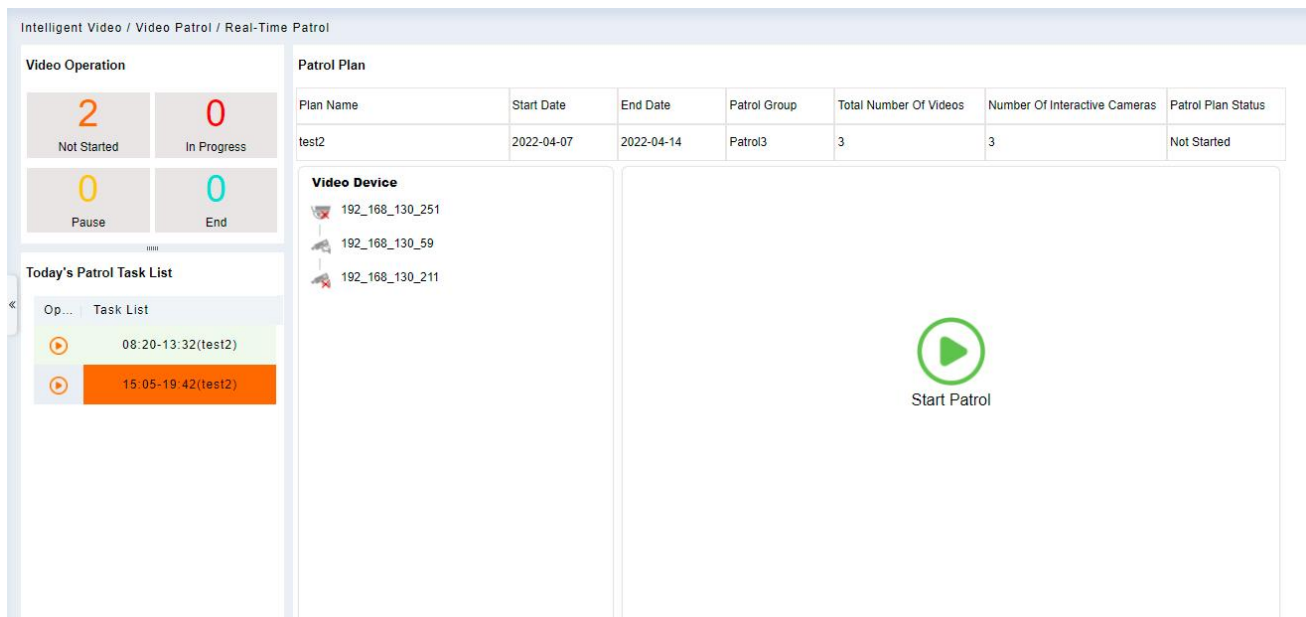 Intelligent Video / Video Patrol / Real-Time Patrol
Video Operation
2
Not Started
0
In Progress
0
Pause
0
End
Today's Patrol Task List
Op... Task List
08:20-13:32(test2)
15:05-19:42(test2)
Patrol Plan
Plan Name Start Date End Date Patrol Group Total Number Of Videos Number Of Interactive Cameras Patrol Plan Status
test2 2022-04-07 2022-04-14 Patrol3 3 3 Not Started
Video Device
192_168_130_251
192_168_130_59
192_168_130_211
Start Patrol